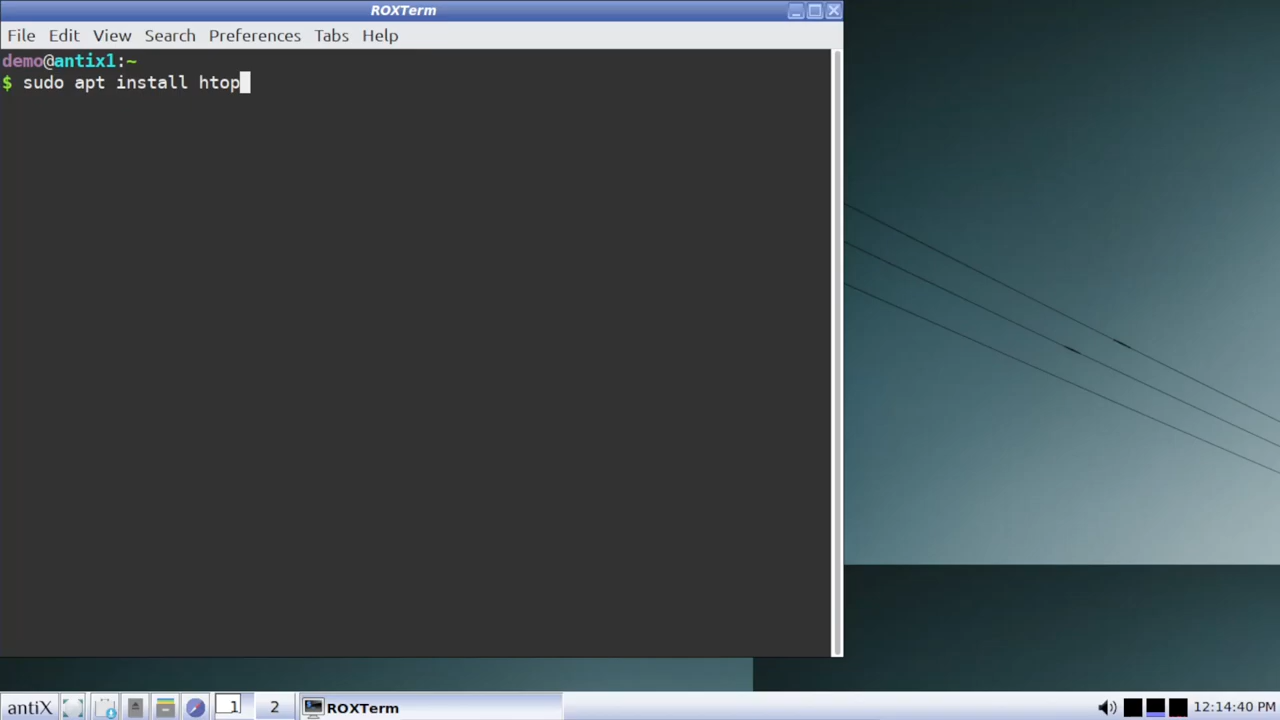 ROXTerm
File Edit View Search Preferences Tabs Help
demo@antix1:~
$ sudo apt install htop
antiX 1 2 ROXTerm 12:14:40 PM